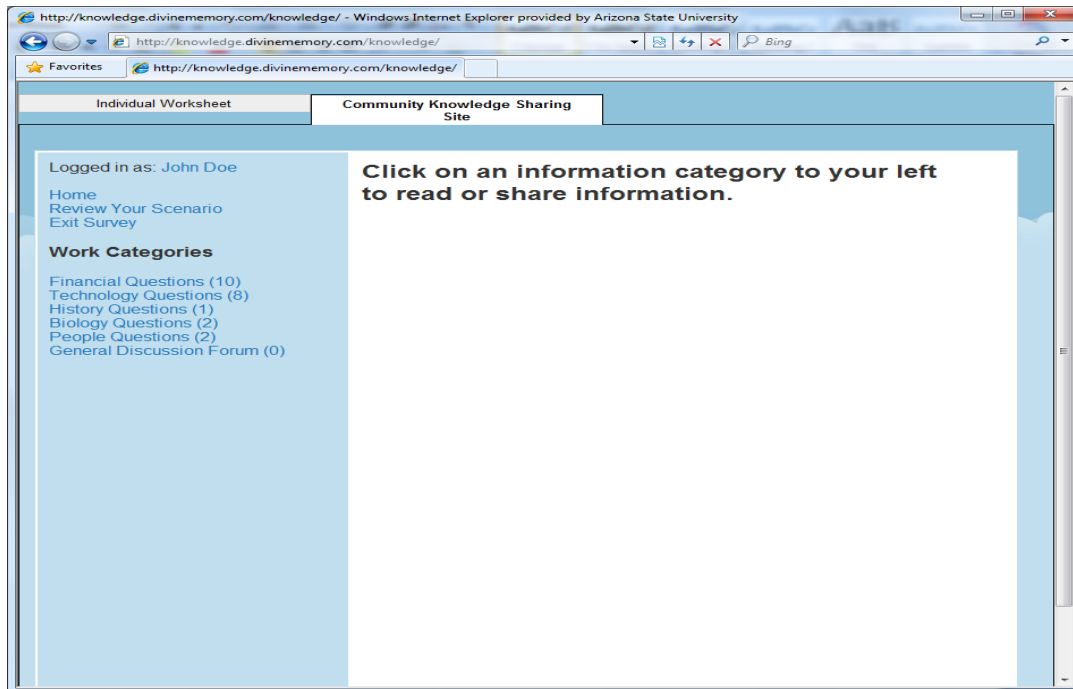 http://knowledge.divinememory.com/knowledge/ - Windows Internet Explorer provided by Arizona State University
http://knowledge.divinememory.com/knowledge/
Bing
Favorites
http://knowledge.divinememory.com/knowledge/
Individual Worksheet
Community Knowledge Sharing
Site
Logged in as: John Doe
Home
Review Your Scenario
Exit Survey
Work Categories
Financial Questions (10)
Technology Questions (8)
History Questions (1)
Biology Questions (2)
People Questions (2)
General Discussion Forum (0)
Click on an information category to your left
to read or share information.